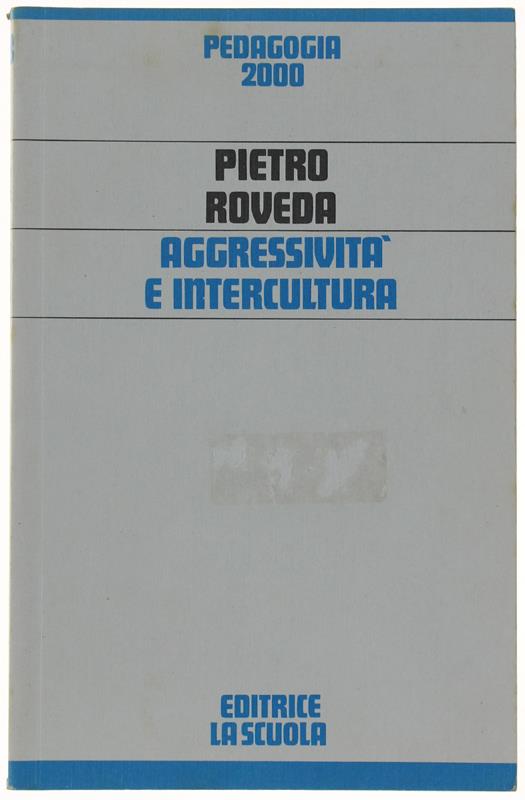 PEDAGOGIA
2000
PIETRO
ROVEDA
AGGRESSIVITA`
E INTERCULTURA
EDITRICE
LA SCUOLA